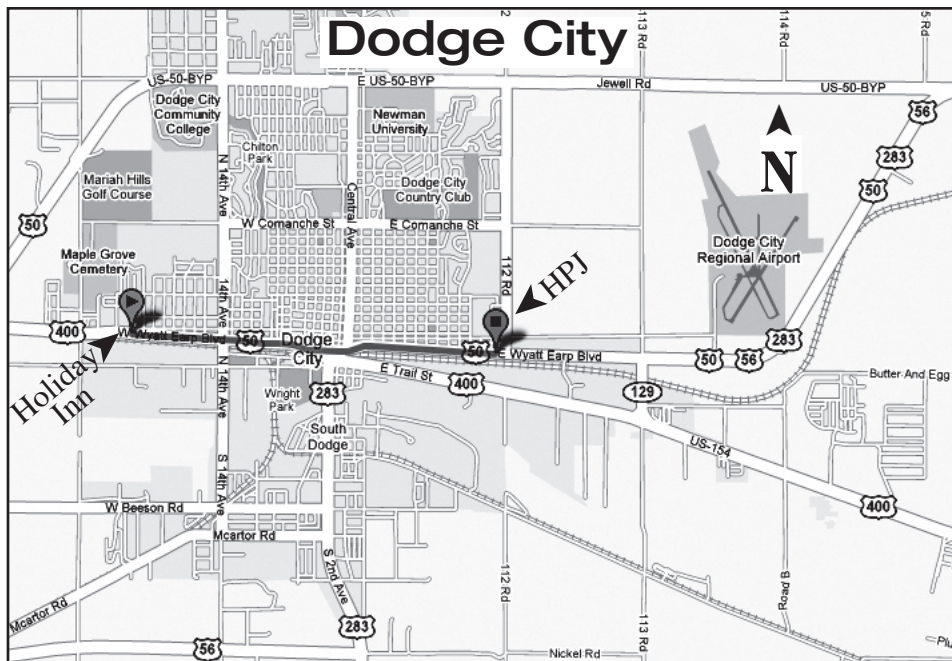 Dodge City
2
113 Rd
114 Rd
5 Rd
US-50-BYP
E US-50-BYP
Jewell Rd
US-50-BYP
Dodge City
Community
College
Newman
University
56
N
283
50
Chilton
Park
N 14th Ave
Mariah Hills
Golf Course
Central Ave
Dodge City
Country Club
50
W Comanche St
E Comanche St
Maple Grove
Cemetery
14th Ave
112 Rd
HPJ
Dodge City
Regional Airport
400
W Wyatt Earp Blvd
50
Dodge
City
50
E Wyatt Earp Blvd
50
56
283
Holiday
Inn
N 14th Ave
E Trail St
400
129
Butter And Egg
Wright
Park
283
South
Dodge
US-154
S 14th Ave
400
W Beeson Rd
Mcartor Rd
S 2nd Ave
112 Rd
113 Rd
Road B
Mcartor Rd
283
56
Nickel Rd